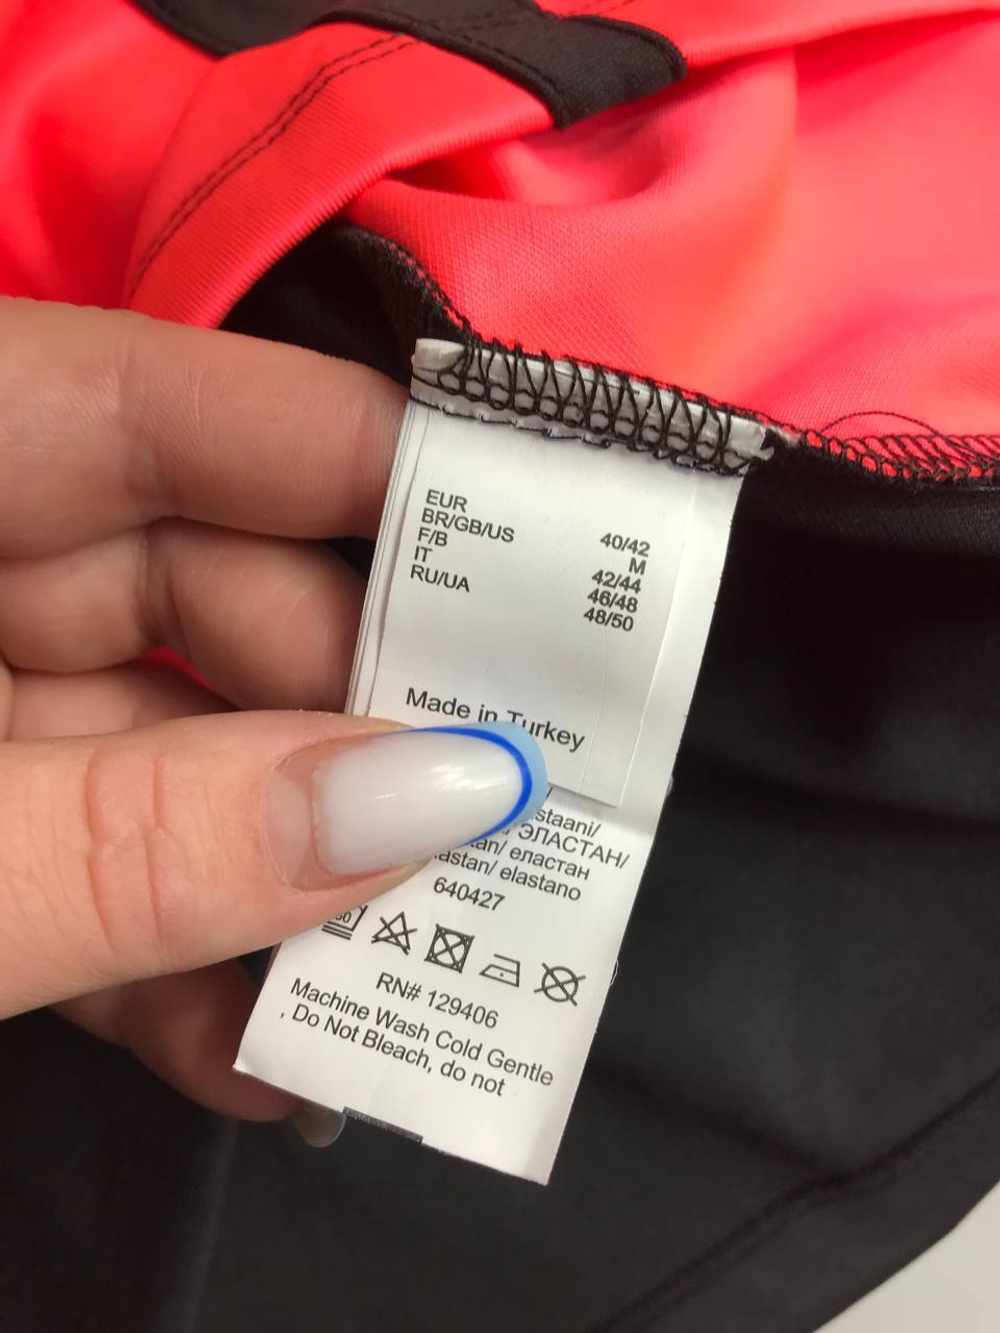 EUR 40/42
BR/GB/US M
F/B 42/44
IT 46/48
RU/UA 48/50
Made in Turkey
ЭЛАСТАН/
еластан
elastano
640427
RN# 129406
Machine Wash Cold Gentle
, Do Not Bleach, do not